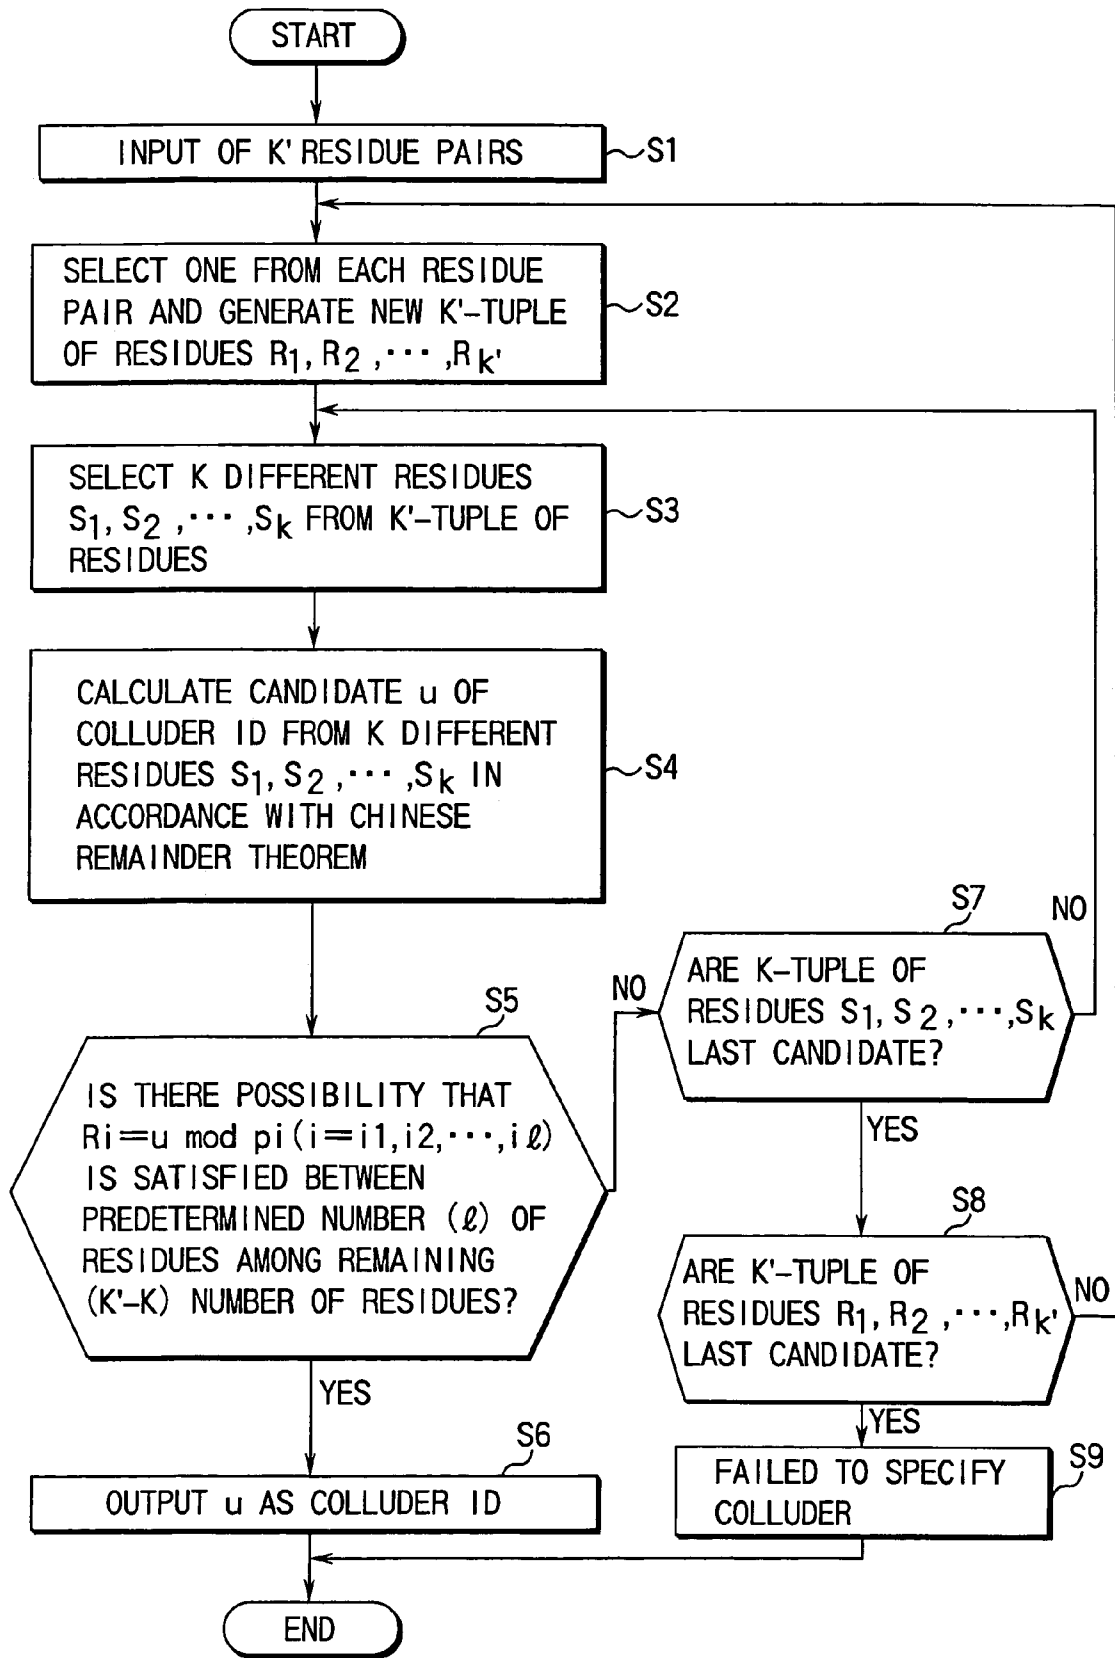 START
INPUT OF K' RESIDUE PAIRS
S1
SELECT ONE FROM EACH RESIDUE
PAIR AND GENERATE NEW K'-TUPLE
OF RESIDUES R1, R2 ,···,Rk'
S2
SELECT K DIFFERENT RESIDUES
S1, S2 ,···,Sk FROM K'-TUPLE OF
RESIDUES
S3
CALCULATE CANDIDATE u OF
COLLUDER ID FROM K DIFFERENT
RESIDUES S1, S2 ,···,Sk IN
ACCORDANCE WITH CHINESE
REMAINDER THEOREM
S4
S5
IS THERE POSSIBILITY THAT
Ri=u mod pi(i=i1,i2,···,iℓ)
IS SATISFIED BETWEEN
PREDETERMINED NUMBER (ℓ) OF
RESIDUES AMONG REMAINING
(K'-K) NUMBER OF RESIDUES?
NO
YES
S6
OUTPUT u AS COLLUDER ID
S7
NO
ARE K-TUPLE OF
RESIDUES S1, S2 ,···,Sk
LAST CANDIDATE?
YES
S8
ARE K'-TUPLE OF
RESIDUES R1, R2 ,···,Rk'
LAST CANDIDATE?
NO
YES
S9
FAILED TO SPECIFY
COLLUDER
END